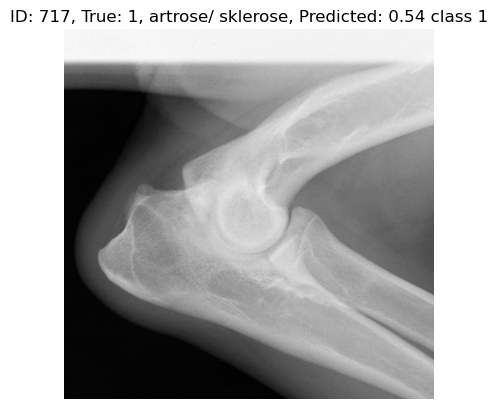 ID: 717, True: 1, artrose/ sklerose, Predicted: 0.54 class 1